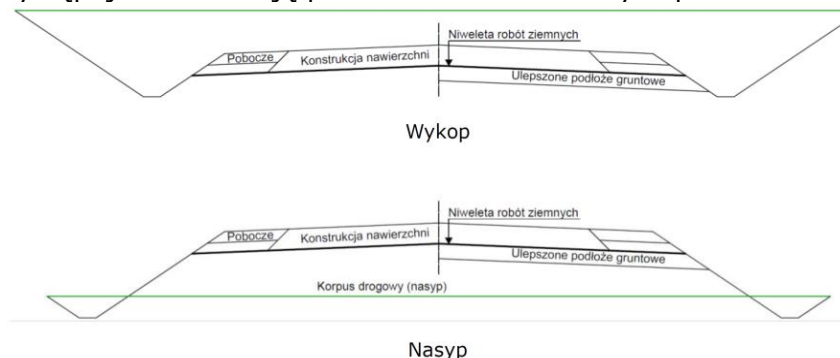 Niweleta robót ziemnych
Pobocze
Konstrukcja nawierzchni
Ulepszone podłoże gruntowe
Wykop
Niweleta robót ziemnych
Pobocze
Konstrukcja nawierzchni
Ulepszone podłoże gruntowe
Korpus drogowy (nasyp)
Nasyp